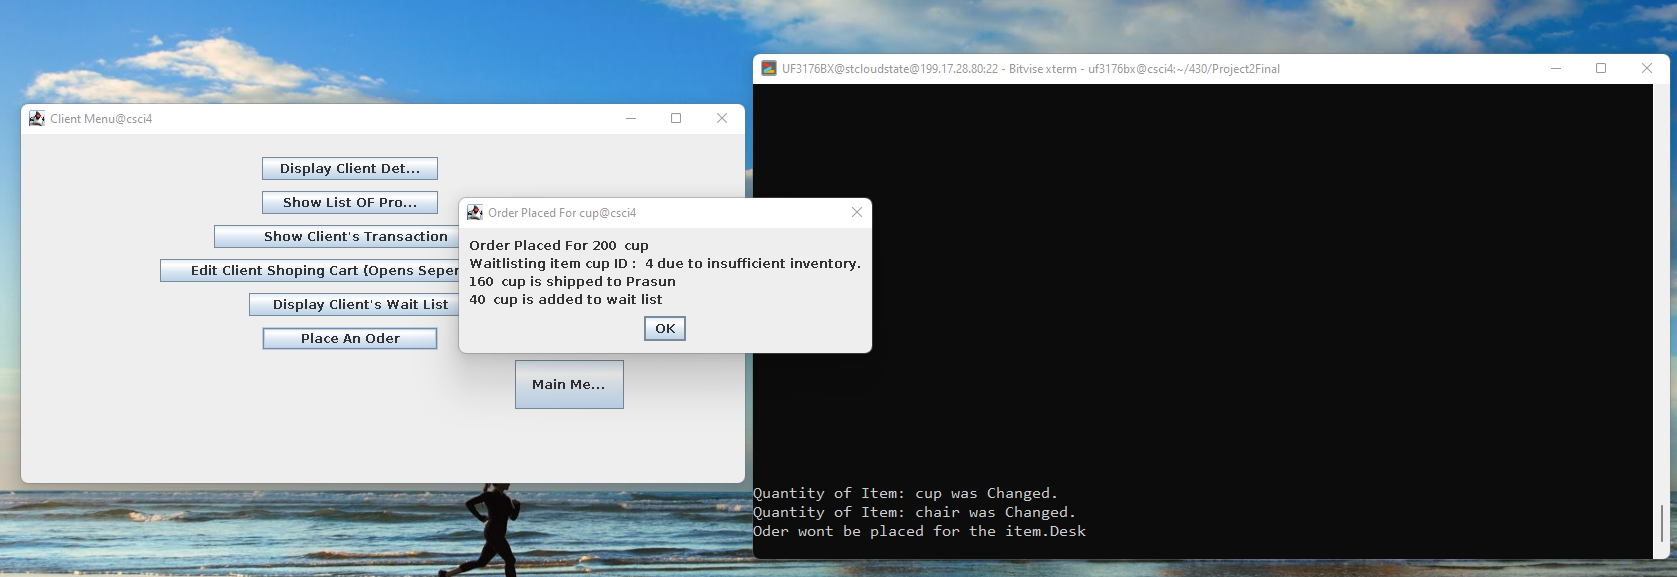 UF3176BX@stcloudstate@199.17.28.80:22 - Bitvise xterm - uf3176bx@csci4:~/430/Project2Final
Client Menu@csci4
Display Client Det...
Show List OF Pro...
Show Client's Transaction
Edit Client Shoping Cart (Opens Seper
Display Client's Wait List
Place An Oder
Main Me...
Order Placed For cup@csci4
Order Placed For 200 cup
Waitlisting item cup ID : 4 due to insufficient inventory.
160 cup is shipped to Prasun
40 cup is added to wait list
OK
Quantity of Item: cup was Changed.
Quantity of Item: chair was Changed.
Oder wont be placed for the item.Desk